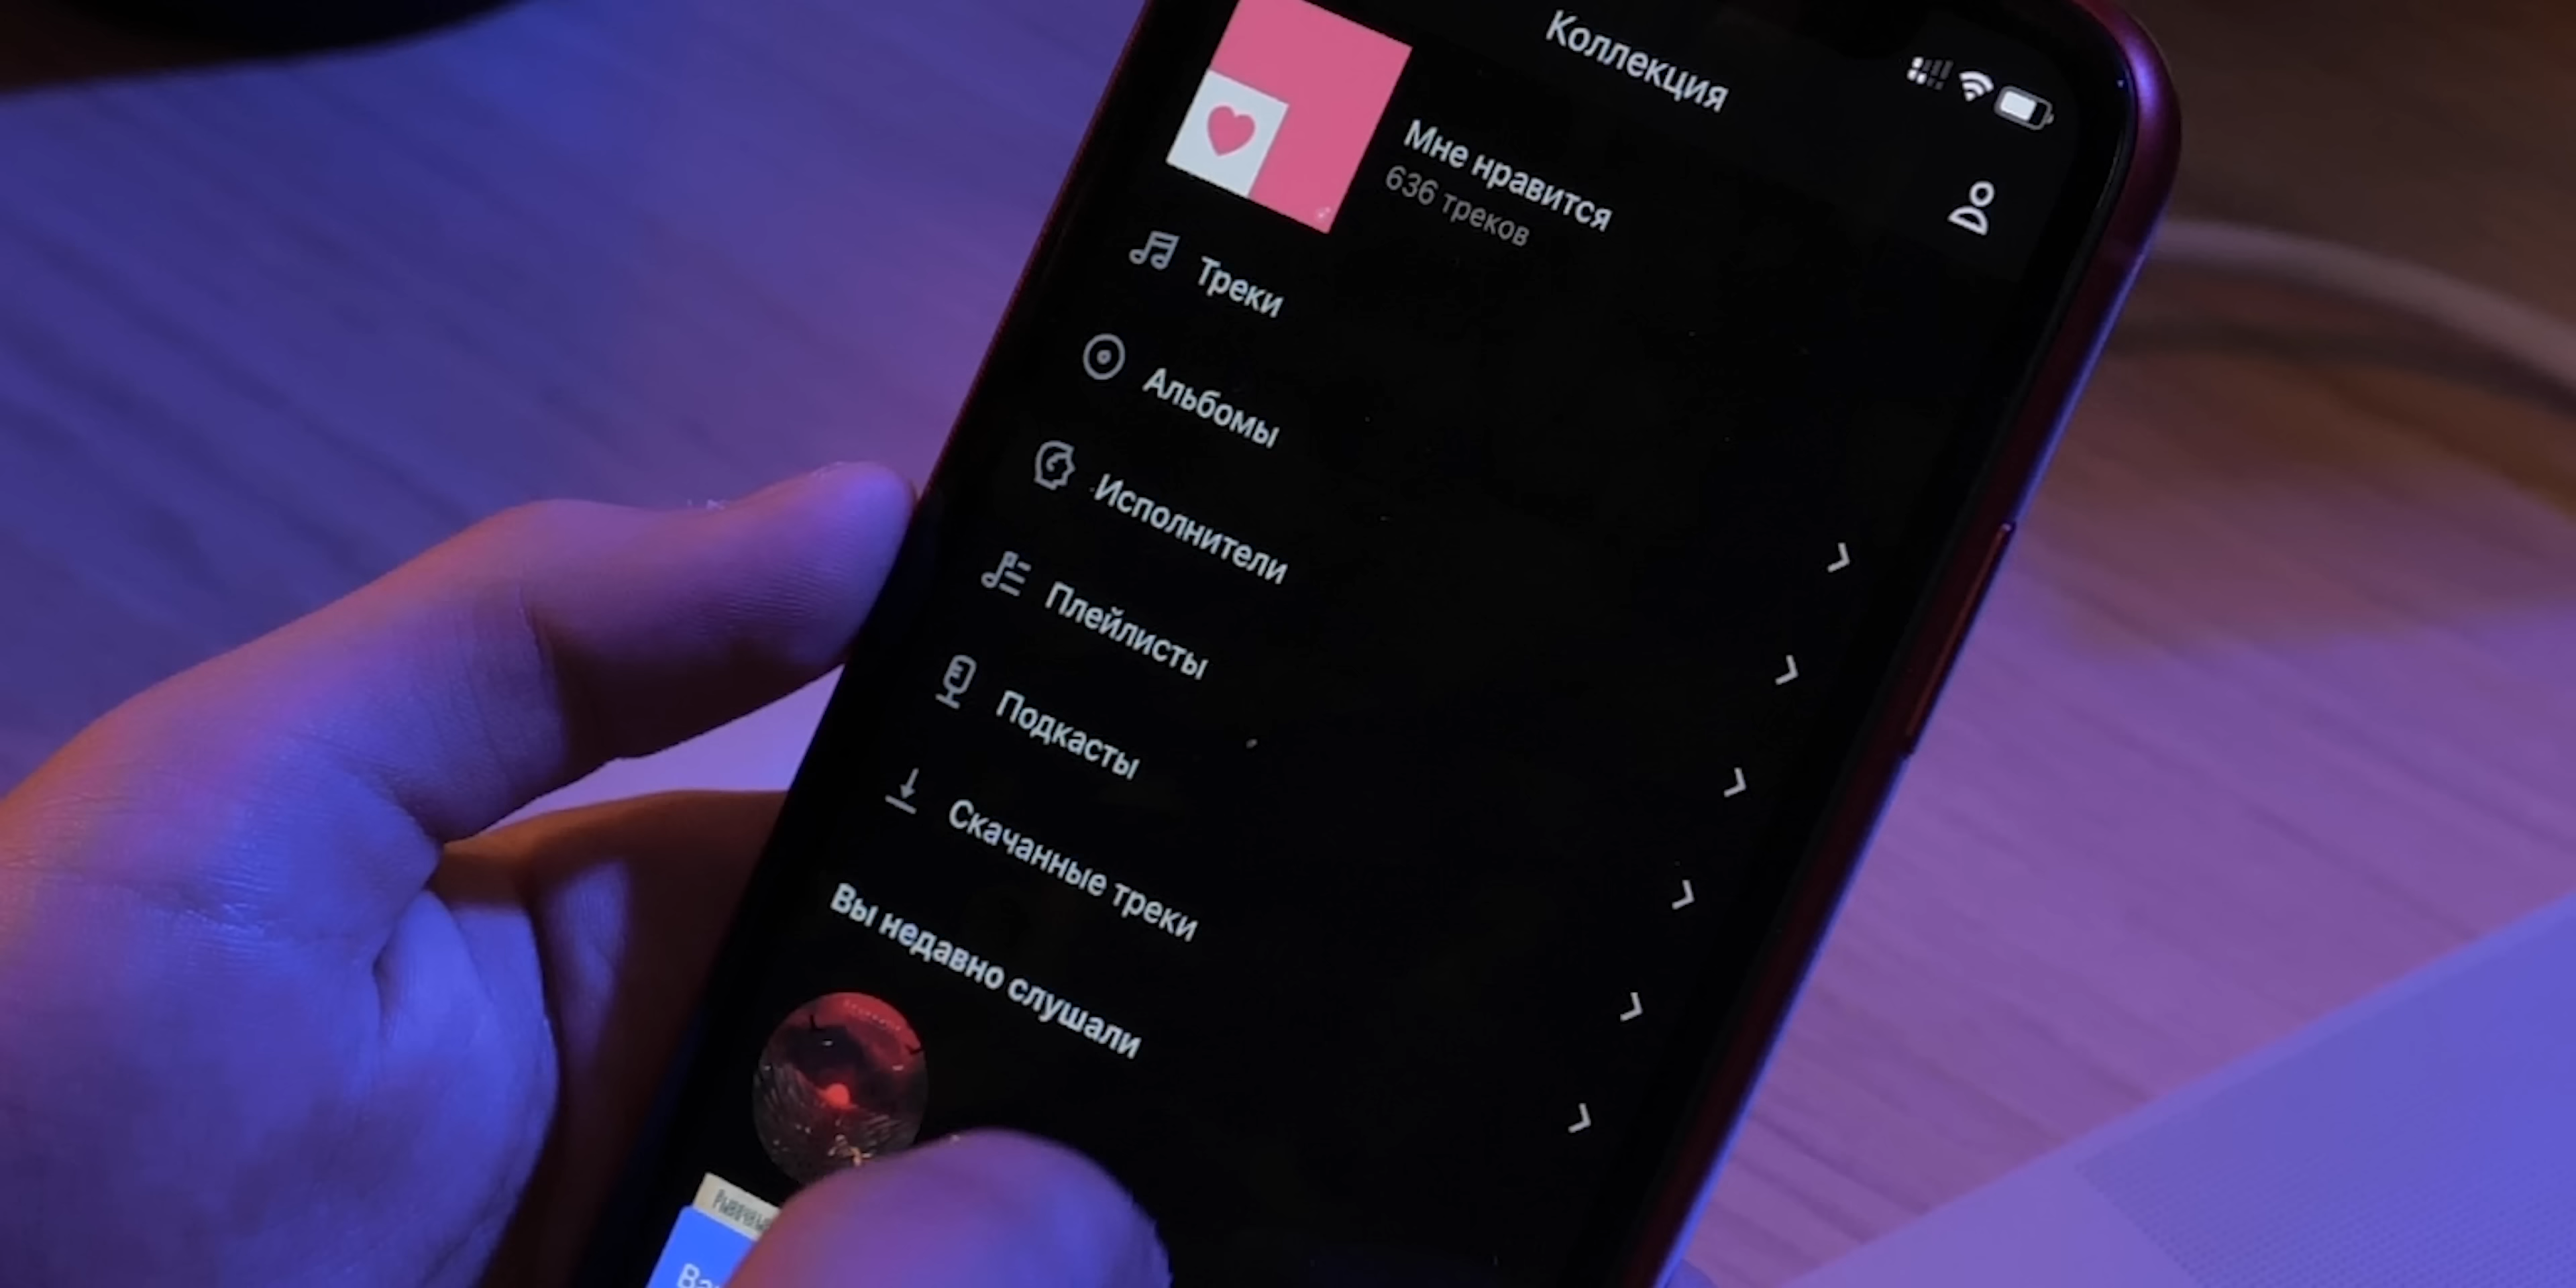 Коллекция
Мне нравится
636 треков
Треки
Альбомы
Исполнители
Плейлисты
Подкасты
Скачанные треки
Вы недавно слушали